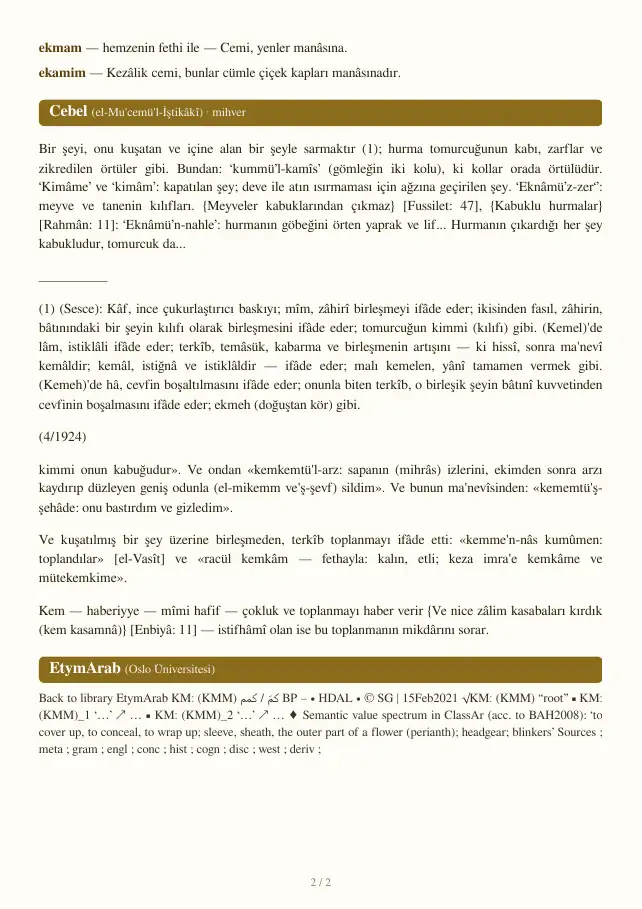 ekmam — hemzenin fethi ile — Cemi, yenler manâsına.
ekamim — Kezâlik cemi, bunlar cümle çiçek kapları manâsınadır.
Cebel (el-Mu'cemü'l-İştikâkî) · mihver
Bir şeyi, onu kuşatan ve içine alan bir şeyle sarmaktır (1); hurma tomurcuğunun kabı, zarflar ve
zikredilen örtüler gibi. Bundan: ‘kummü’l-kamîs’ (gömleğin iki kolu), ki kollar orada örtülüdür.
‘Kimâme’ ve ‘kimâm’: kapatılan şey; deve ile atın ısırmaması için ağzına geçirilen şey. ‘Eknâmü’z-zer’’:
meyve ve tanenin kılıfları. {Meyveler kabuklarından çıkmaz} [Fussilet: 47], {Kabuklu hurmalar}
[Rahmân: 11]: ‘Eknâmü’n-nahle’: hurmanın göbeğini örten yaprak ve lif... Hurmanın çıkardığı her şey
kabukludur, tomurcuk da...
(1) (Sesce): Kâf, ince çukurlaştırıcı baskıyı; mîm, zâhirî birleşmeyi ifâde eder; ikisinden fasıl, zâhirin,
bâtınındaki bir şeyin kılıfı olarak birleşmesini ifâde eder; tomurcuğun kimmi (kılıfı) gibi. (Kemel)'de
lâm, istiklâli ifâde eder; terkîb, temâsük, kabarma ve birleşmenin artışını — ki hissî, sonra ma'nevî
kemâldir; kemâl, istiğnâ ve istiklâldir — ifâde eder; malı kemelen, yânî tamamen vermek gibi.
(Kemeh)'de hâ, cevfin boşaltılmasını ifâde eder; onunla biten terkîb, o birleşik şeyin bâtınî kuvvetinden
cevfinin boşalmasını ifâde eder; ekmeh (doğuştan kör) gibi.
(4/1924)
kimmi onun kabuğudur». Ve ondan «kemkemtü'l-arz: sapanın (mihrâs) izlerini, ekimden sonra arzı
kaydırıp düzleyen geniş odunla (el-mikemm ve'ş-şevf) sildim». Ve bunun ma'nevîsinden: «kememtü'ş-
şehâde: onu bastırdım ve gizledim».
Ve kuşatılmış bir şey üzerine birleşmeden, terkîb toplanmayı ifâde etti: «kemme'n-nâs kumûmen:
toplandılar» [el-Vasît] ve «racül kemkâm — fethayla: kalın, etli; keza imra'e kemkâme ve
mütekemkime».
Kem — haberiyye — mîmi hafif — çokluk ve toplanmayı haber verir {Ve nice zâlim kasabaları kırdık
(kem kasamnâ)} [Enbiyâ: 11] — istifhâmî olan ise bu toplanmanın mikdârını sorar.
EtymArab (Oslo Üniversitesi)
Back to library EtymArab KM: (KMM) كمّ / كمم BP – • HDAL • © SG | 15Feb2021 √KM: (KMM) “root” ▪ KM:
(KMM)_1 ‘…’ ↗ … ▪ KM: (KMM)_2 ‘…’ ↗ … ♦ Semantic value spectrum in ClassAr (acc. to BAH2008): ‘to
cover up, to conceal, to wrap up; sleeve, sheath, the outer part of a flower (perianth); headgear; blinkers’ Sources ;
meta ; gram ; engl ; conc ; hist ; cogn ; disc ; west ; deriv ;
2 / 2